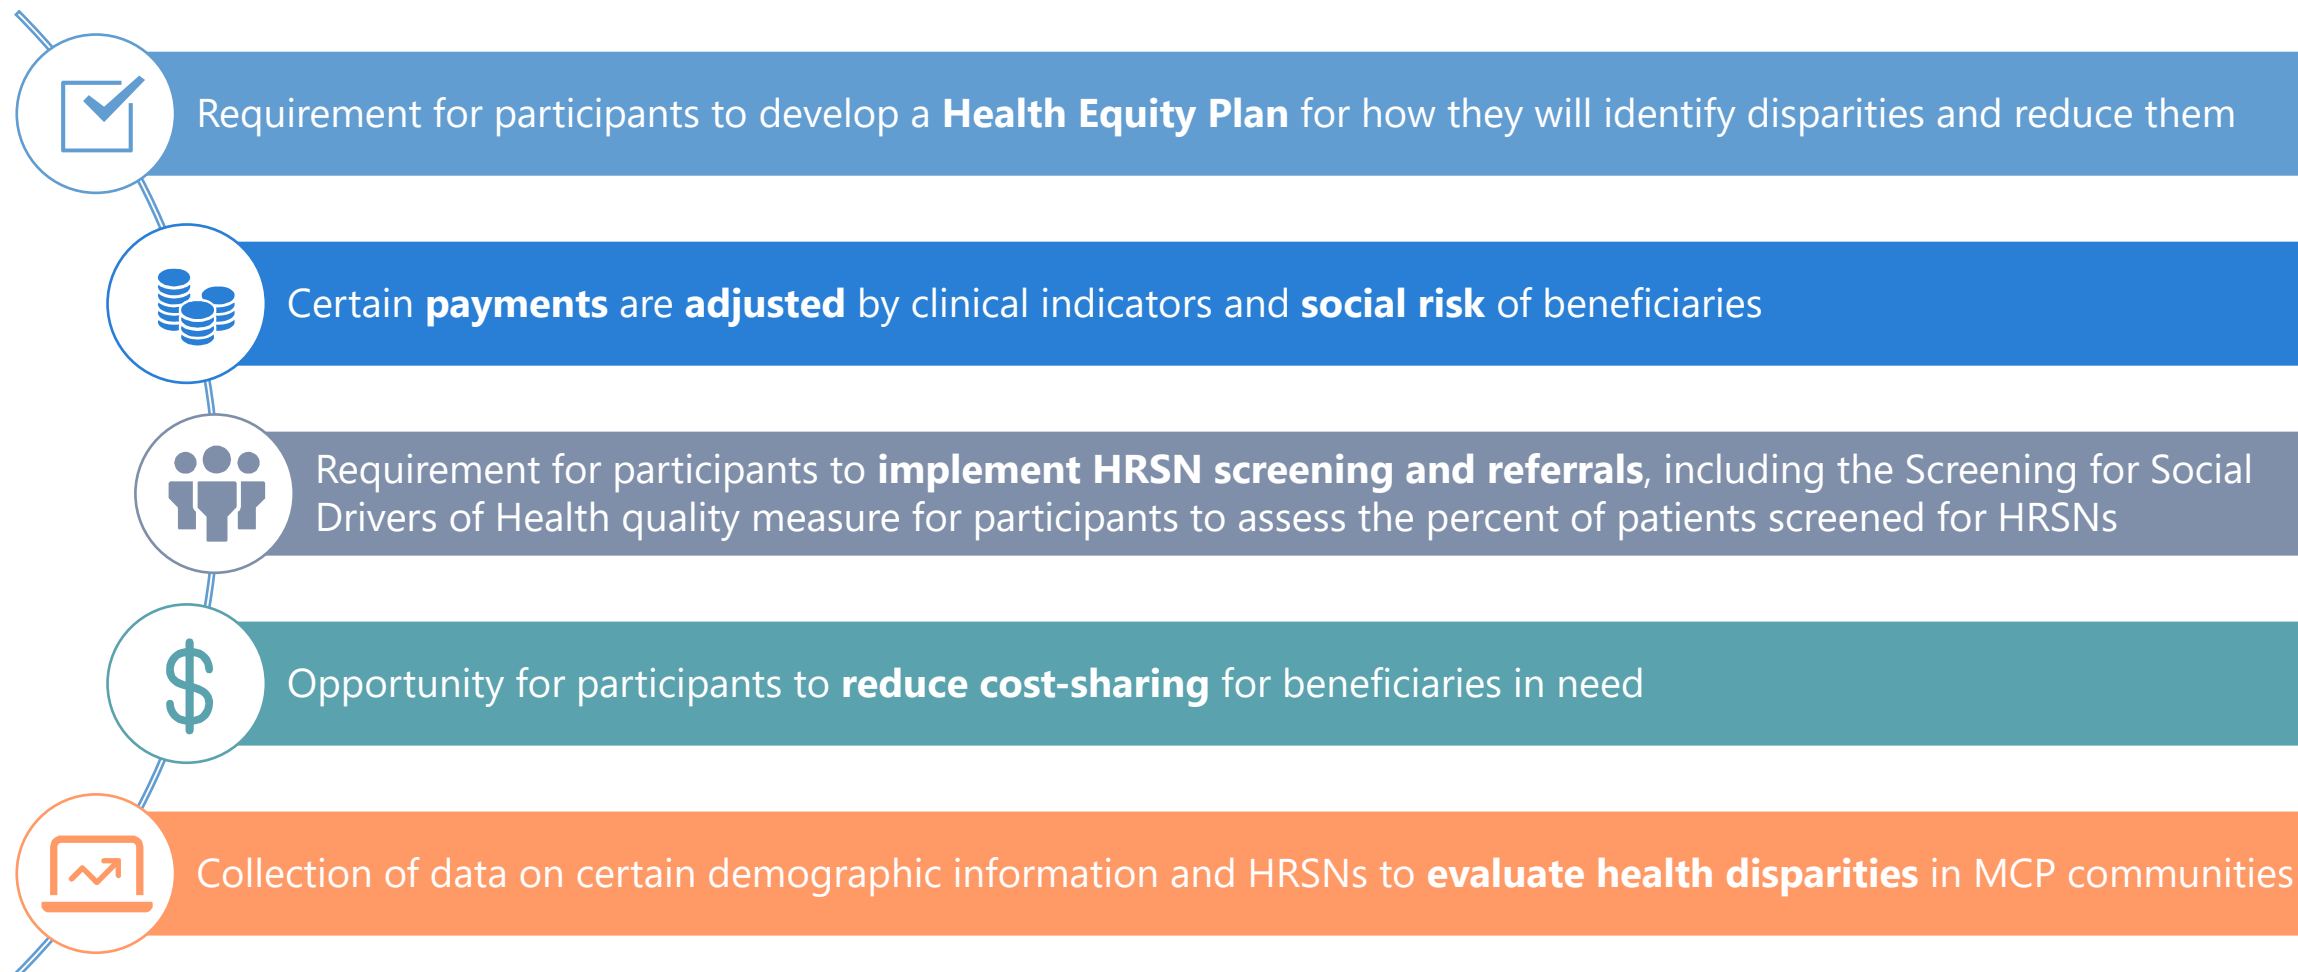 Requirement for participants to develop a Health Equity Plan for how they will identify disparities and reduce them
Certain payments are adjusted by clinical indicators and social risk of beneficiaries
Requirement for participants to implement HRSN screening and referrals, including the Screening for Social
Drivers of Health quality measure for participants to assess the percent of patients screened for HRSNs
Opportunity for participants to reduce cost-sharing for beneficiaries in need
Collection of data on certain demographic information and HRSNs to evaluate health disparities in MCP communities